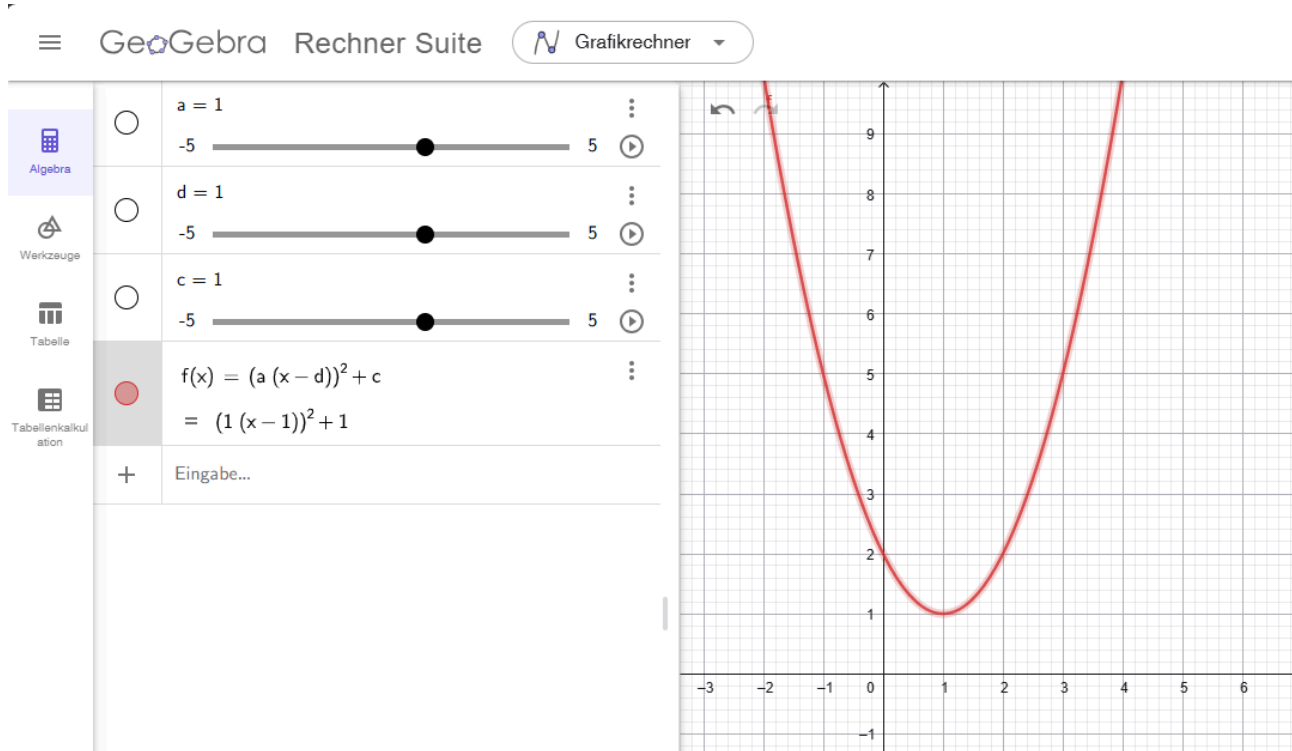 GeoGebra Rechner Suite Grafikrechner
Algebra
Werkzeuge
Tabelle
Tabellenkalkul
ation
a = 1
-5 5
d = 1
-5 5
c = 1
-5 5
f(x) = (a (x − d))² + c
= (1 (x − 1))² + 1
+ Eingabe...
f
9
8
7
6
5
4
3
2
1
−3 −2 −1 0 1 2 3 4 5 6
−1